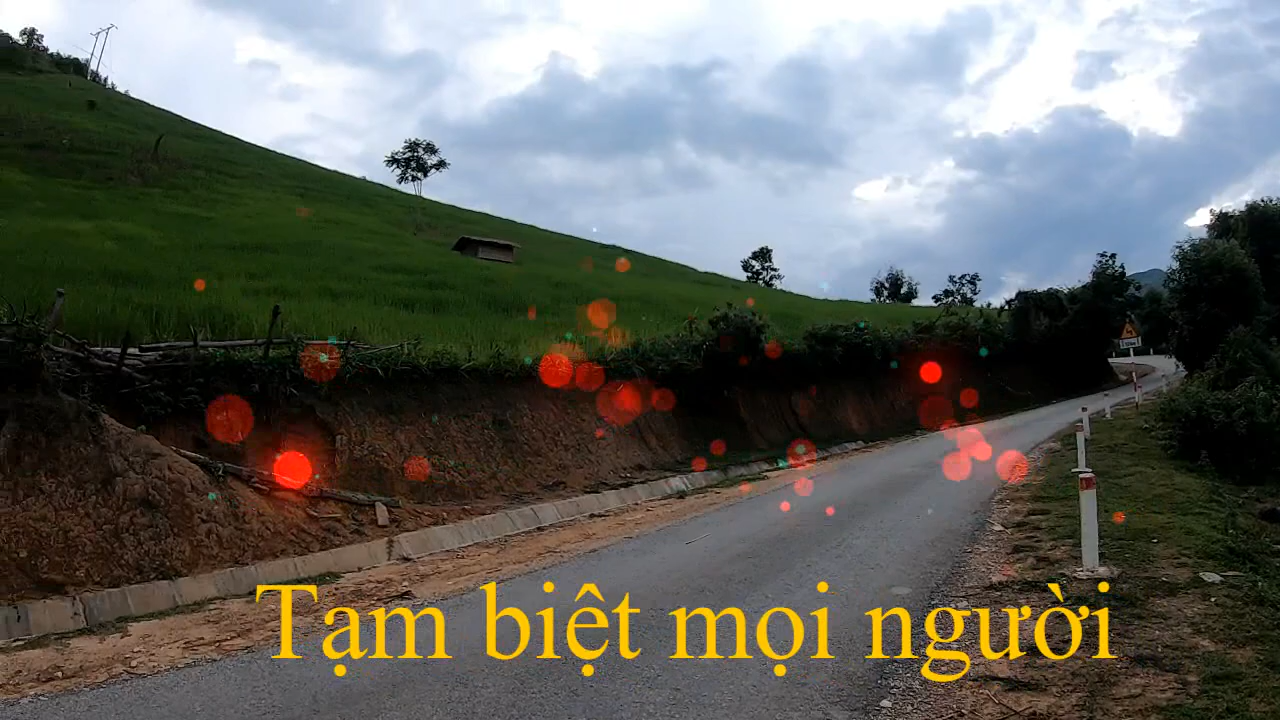 Tạm biệt mọi người